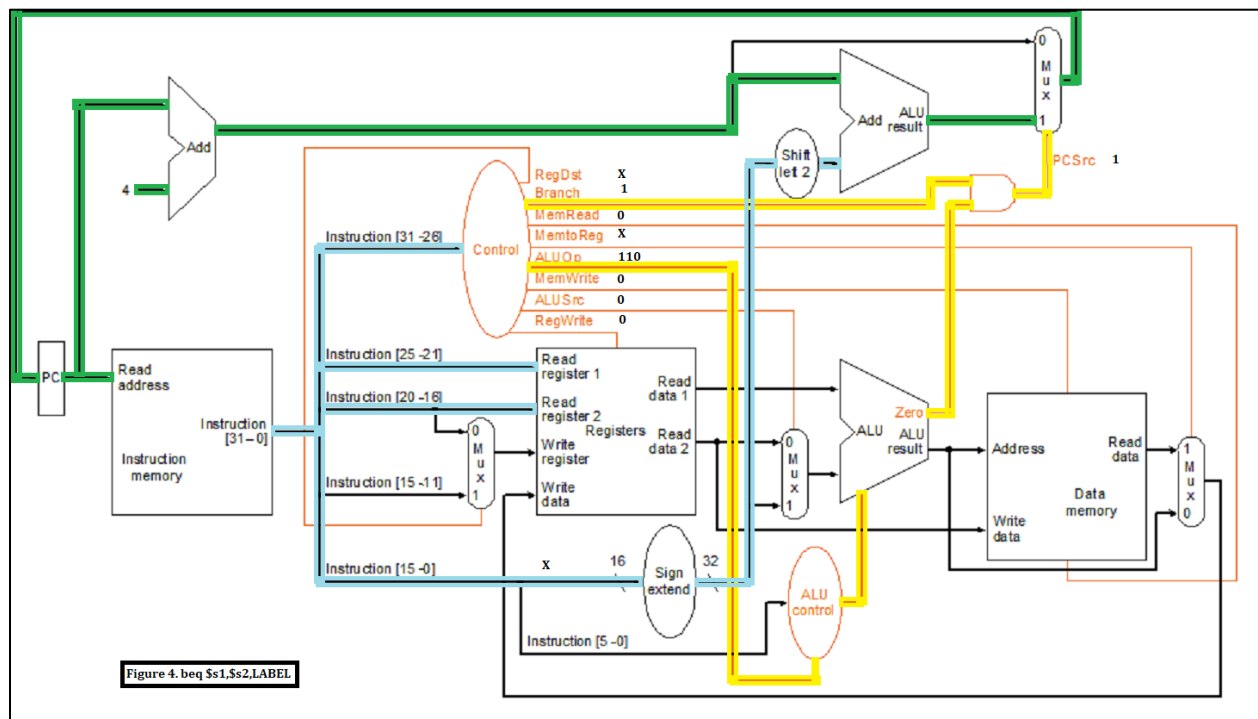 0
M
u
x
1
Add
ALU
result
Add
4
Shift
left 2
PCSrc 1
RegDst X
Branch 1
MemRead 0
MemtoReg X
ALUOp 110
MemWrite 0
ALUSrc 0
RegWrite 0
Control
Instruction [31–26]
Instruction [25–21]
Instruction [20–16]
Instruction [15–11]
Instruction [15–0]
Instruction [5–0]
PC
Read
address
Instruction
[31–0]
Instruction
memory
0
M
u
x
1
Read
register 1
Read
register 2
Write
register
Write
data
Registers
Read
data 1
Read
data 2
0
M
u
x
1
Zero
ALU
ALU
result
Address
Write
data
Read
data
Data
memory
1
M
u
x
0
X
16
Sign
extend
32
ALU
control
Figure 4. beq $s1,$s2,LABEL